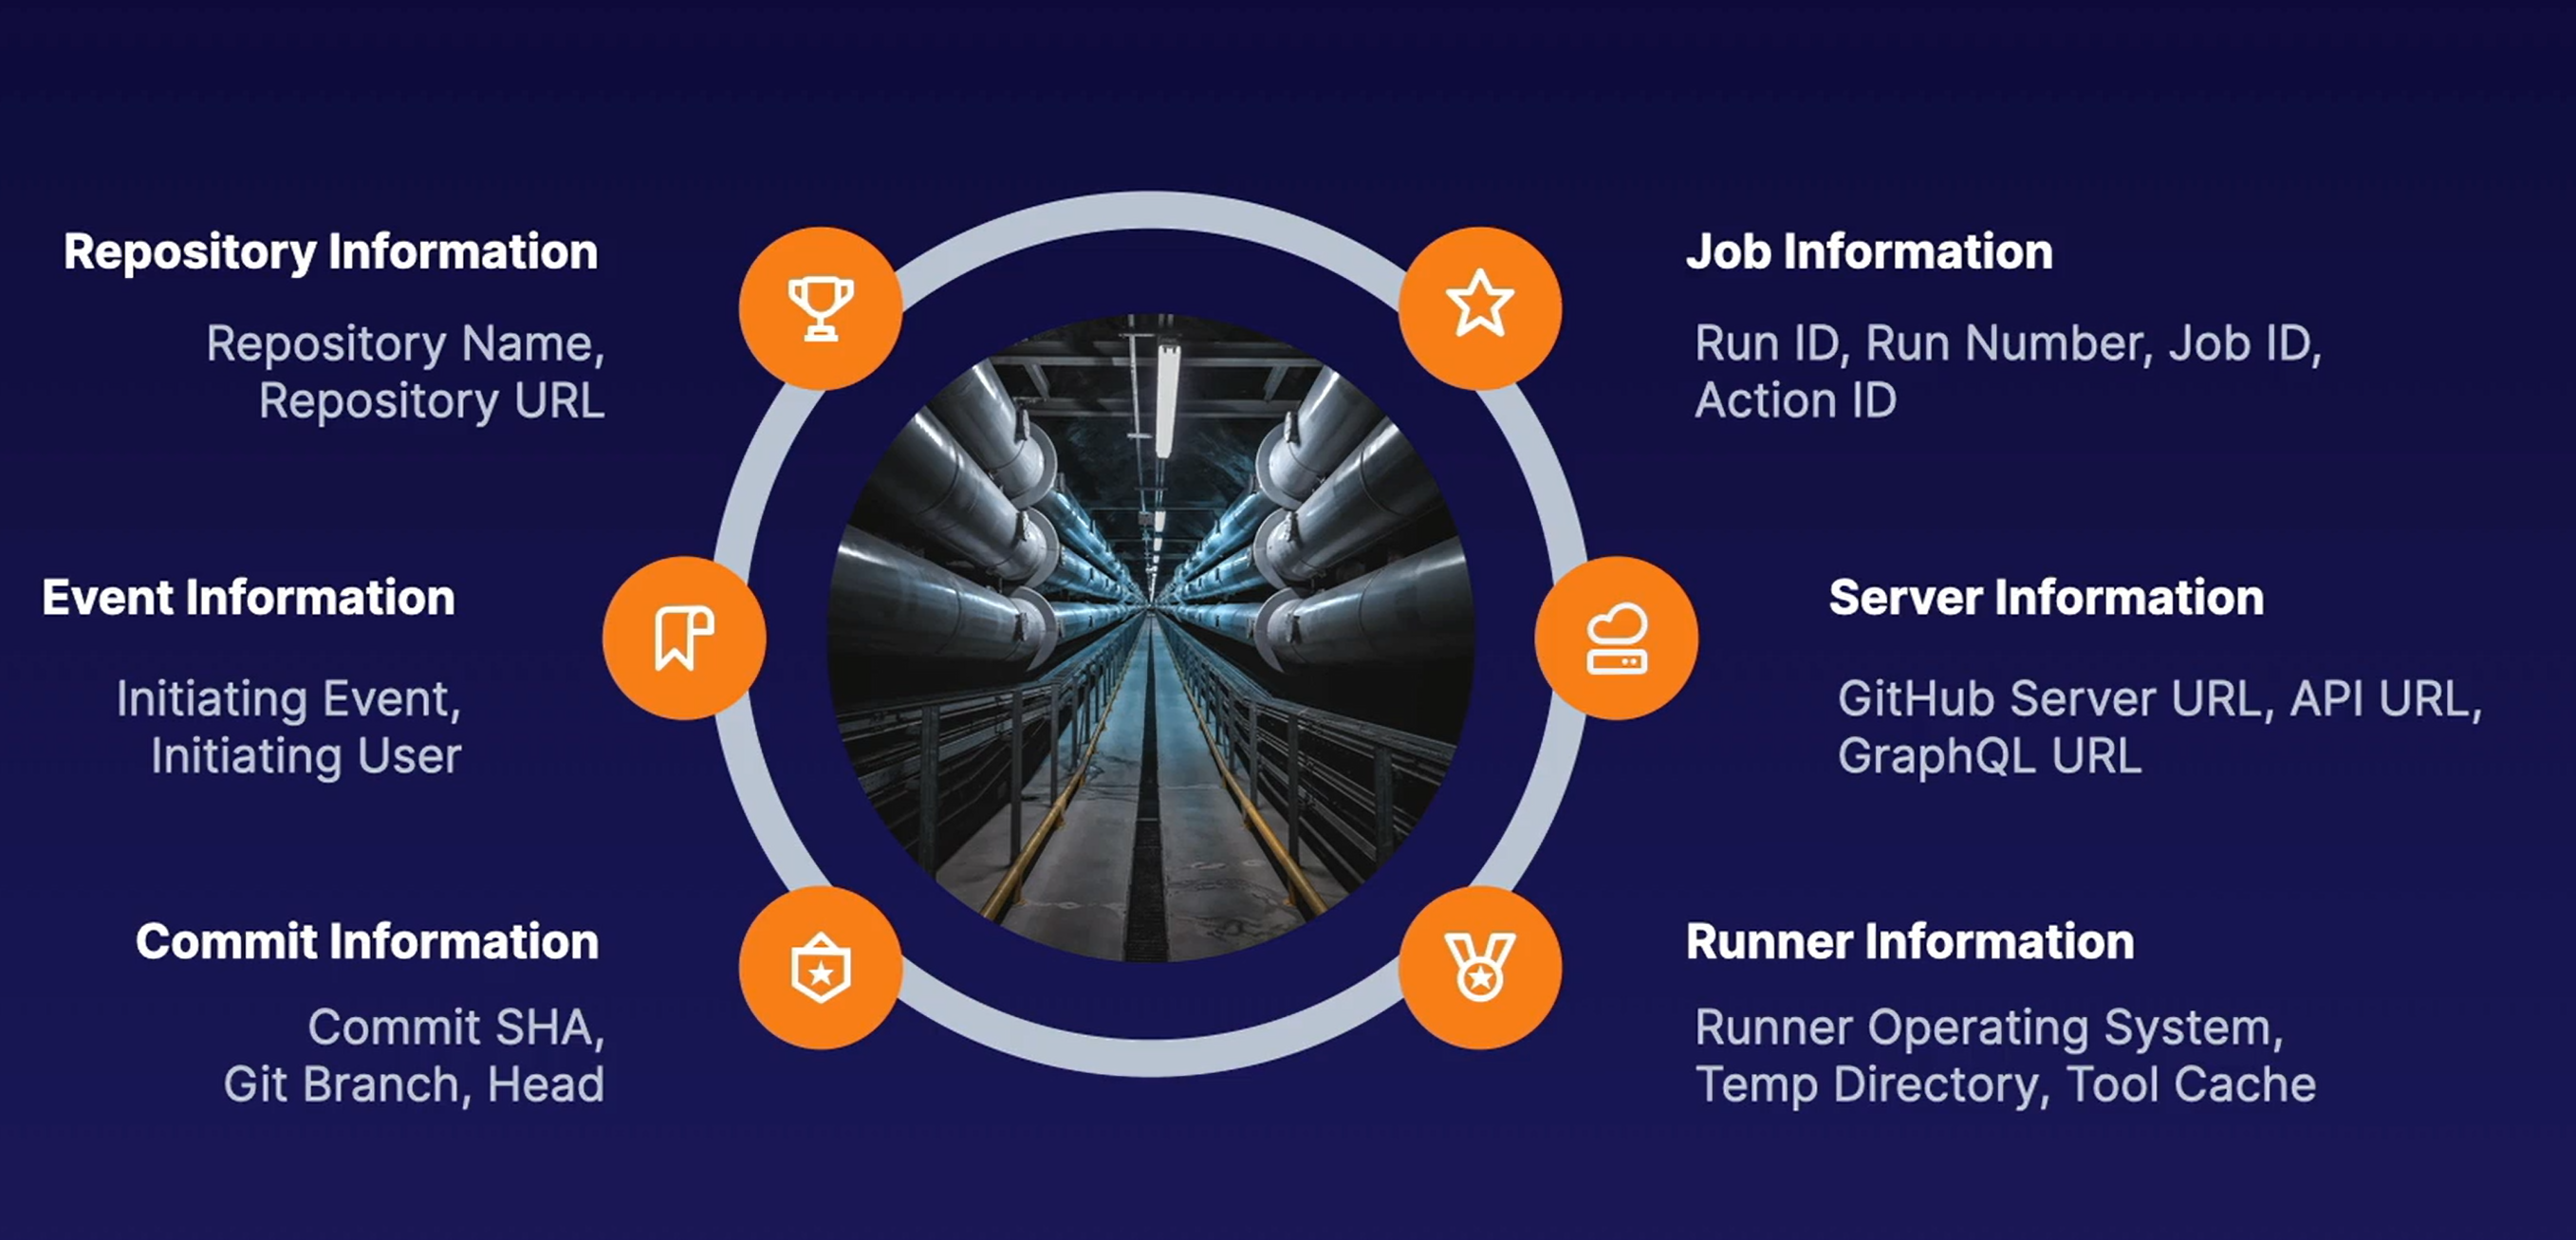 Repository Information
Repository Name,
Repository URL
Event Information
Initiating Event,
Initiating User
Commit Information
Commit SHA,
Git Branch, Head
Job Information
Run ID, Run Number, Job ID,
Action ID
Server Information
GitHub Server URL, API URL,
GraphQL URL
Runner Information
Runner Operating System,
Temp Directory, Tool Cache